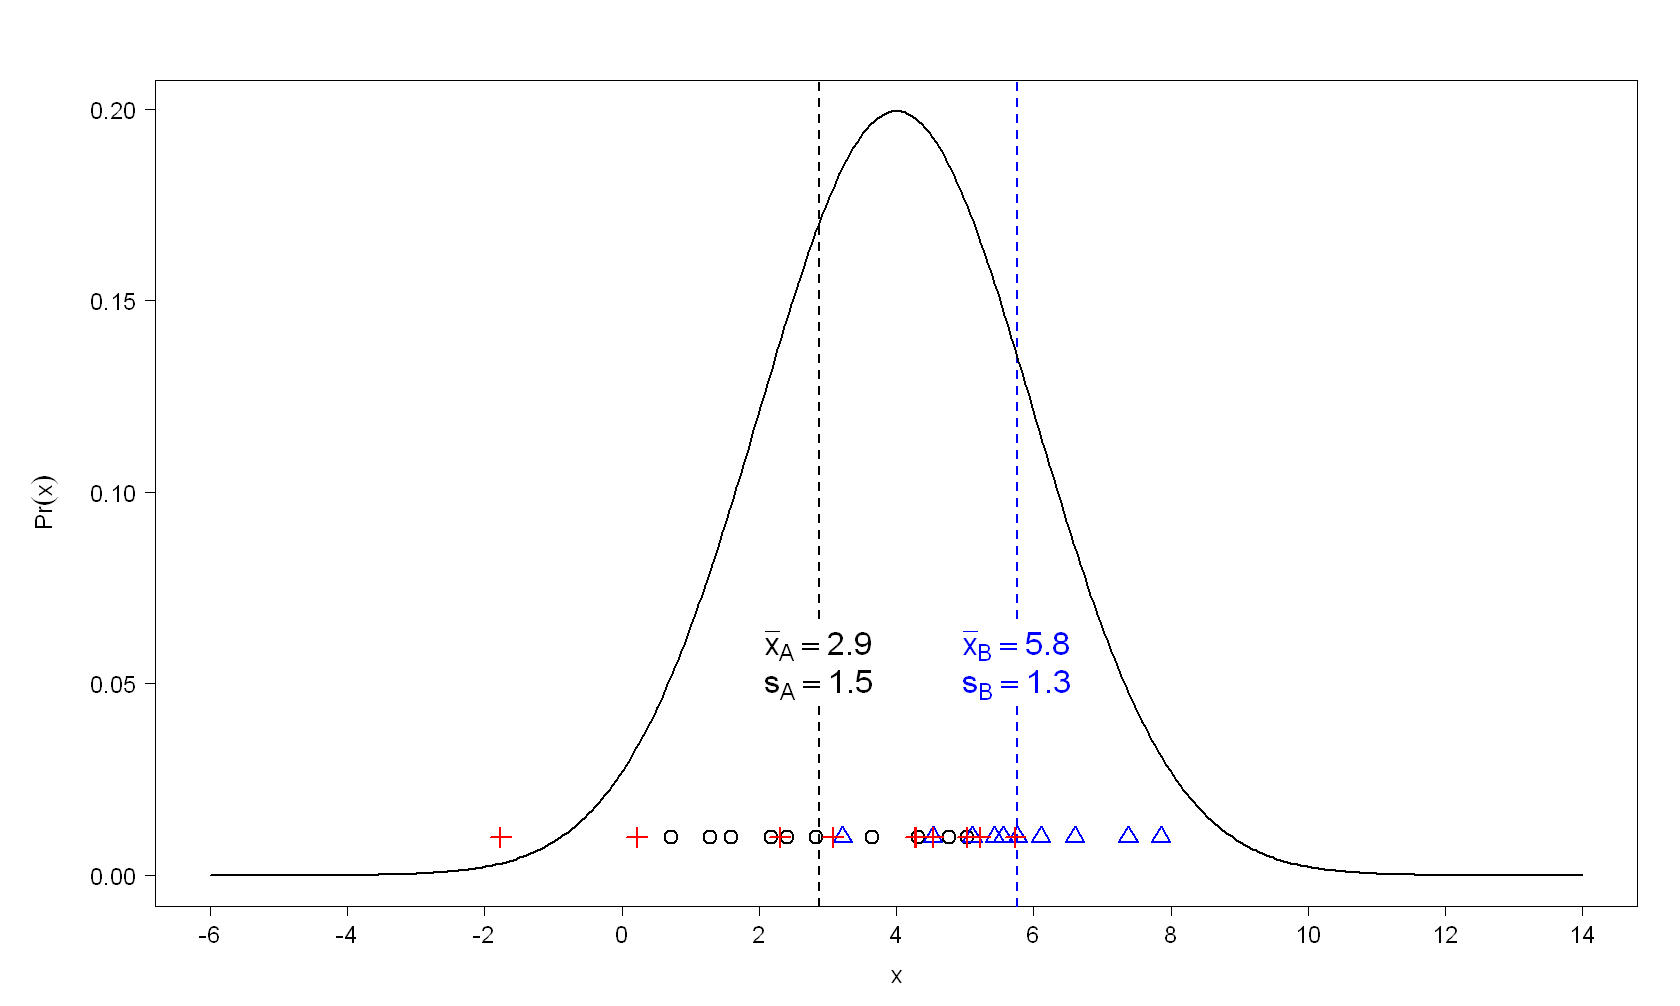 0.20
0.15
0.10
0.05
0.00
Pr(x)
x̄A = 2.9
sA = 1.5
x̄B = 5.8
sB = 1.3
-6 -4 -2 0 2 4 6 8 10 12 14
x